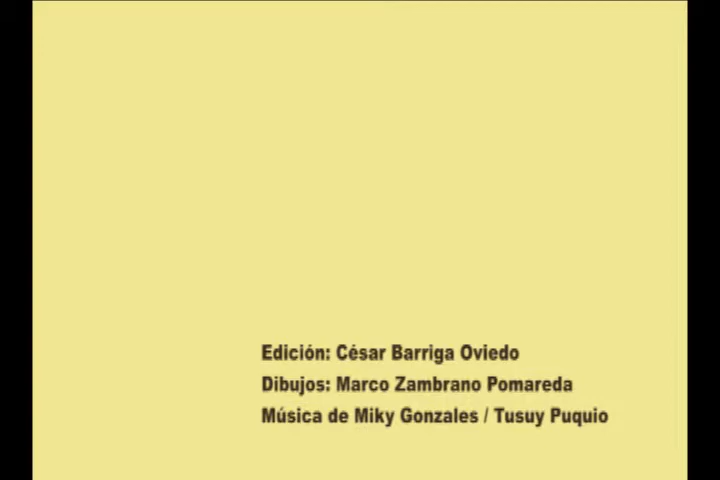 Edición: César Barriga Oviedo
Dibujos: Marco Zambrano Pomareda
Música de Miky Gonzales / Tusuy Puquio